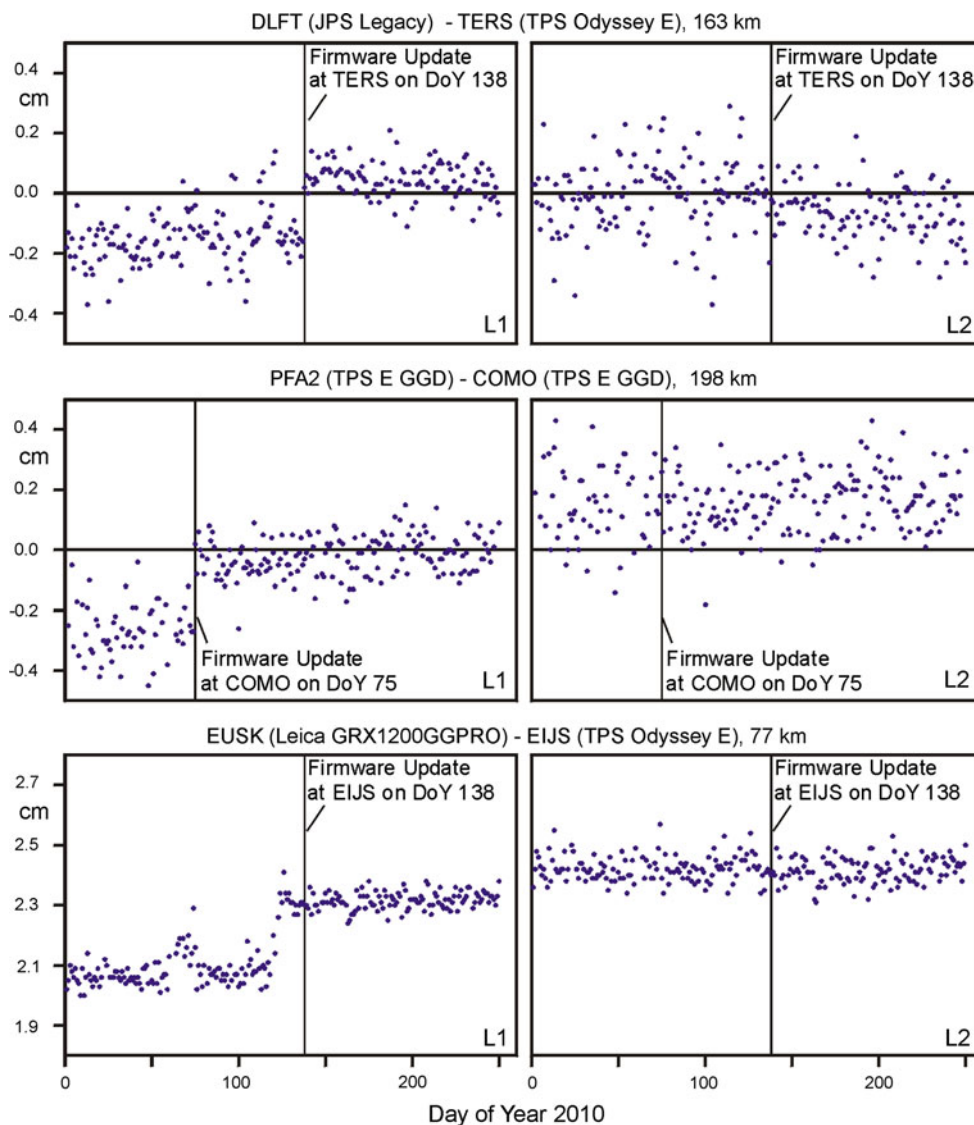 DLFT (JPS Legacy) - TERS (TPS Odyssey E), 163 km
0.4
cm
0.2
0.0
-0.2
-0.4
Firmware Update
at TERS on DoY 138
L1
Firmware Update
at TERS on DoY 138
L2
PFA2 (TPS E GGD) - COMO (TPS E GGD), 198 km
0.4
cm
0.2
0.0
-0.2
-0.4
Firmware Update
at COMO on DoY 75
L1
Firmware Update
at COMO on DoY 75
L2
EUSK (Leica GRX1200GGPRO) - EIJS (TPS Odyssey E), 77 km
2.7
cm
2.5
2.3
2.1
1.9
Firmware Update
at EIJS on DoY 138
L1
Firmware Update
at EIJS on DoY 138
L2
0 100 200 0 100 200
Day of Year 2010